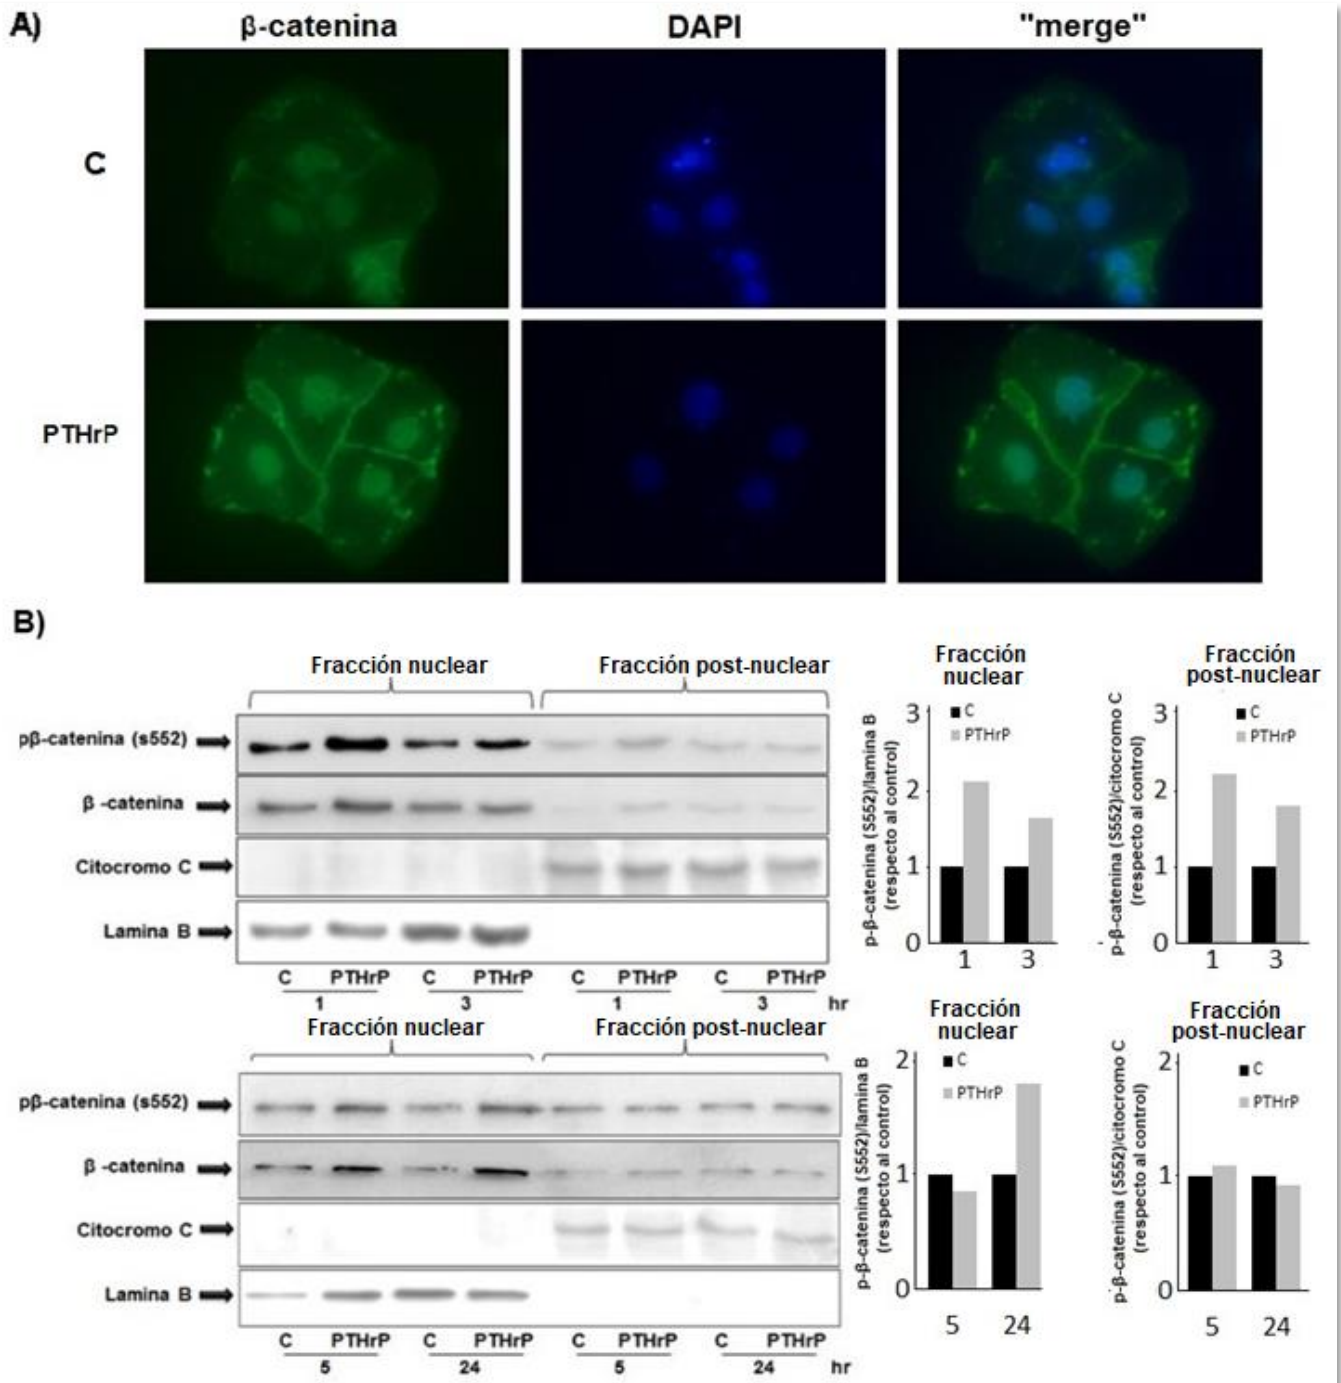 A)
β-catenina
DAPI
"merge"
C
PTHrP
B)
Fracción nuclear
Fracción post-nuclear
pβ-catenina (s552)
β -catenina
Citocromo C
Lamina B
C PTHrP C PTHrP C PTHrP C PTHrP
1 3 1 3 hr
Fracción
nuclear
p-β-catenina (S552)/lamina B
(respecto al control)
3
2
1
0
C
PTHrP
1 3
Fracción
post-nuclear
p-β-catenina (S552)/citocromo C
(respecto al control)
3
2
1
0
C
PTHrP
1 3
Fracción nuclear
Fracción post-nuclear
pβ-catenina (s552)
β -catenina
Citocromo C
Lamina B
C PTHrP C PTHrP C PTHrP C PTHrP
5 24 5 24 hr
Fracción
nuclear
p-β-catenina (S552)/lamina B
(respecto al control)
2
1
0
C
PTHrP
5 24
Fracción
post-nuclear
p-β-catenina (S552)/citocromo C
(respecto al control)
2
1
0
C
PTHrP
5 24